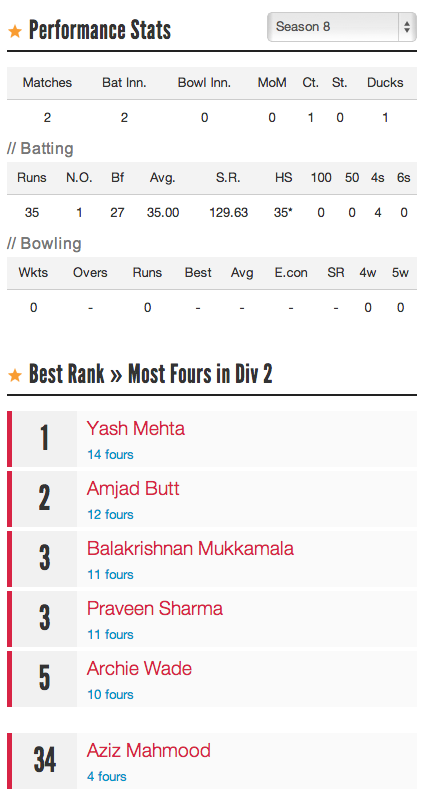 Performance Stats
Season 8
Matches Bat Inn. Bowl Inn. MoM Ct. St. Ducks
2 2 0 0 1 0 1
// Batting
Runs N.O. Bf Avg. S.R. HS 100 50 4s 6s
35 1 27 35.00 129.63 35* 0 0 4 0
// Bowling
Wkts Overs Runs Best Avg E.con SR 4w 5w
0 - 0 - - - - 0 0
Best Rank » Most Fours in Div 2
1 Yash Mehta
14 fours
2 Amjad Butt
12 fours
3 Balakrishnan Mukkamala
11 fours
3 Praveen Sharma
11 fours
5 Archie Wade
10 fours
34 Aziz Mahmood
4 fours